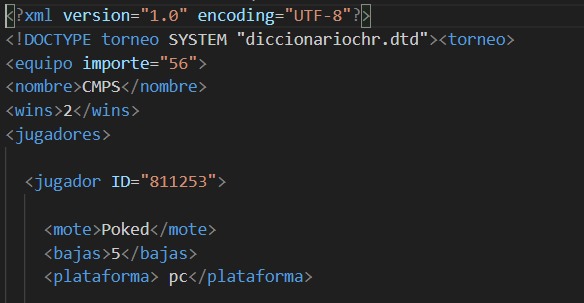 <?xml version="1.0" encoding="UTF-8"?>
<!DOCTYPE torneo SYSTEM "diccionariochr.dtd"><torneo>
<equipo importe="56">
<nombre>CMPS</nombre>
<wins>2</wins>
<jugadores>
<jugador ID="811253">
<mote>Poked</mote>
<bajas>5</bajas>
<plataforma> pc</plataforma>